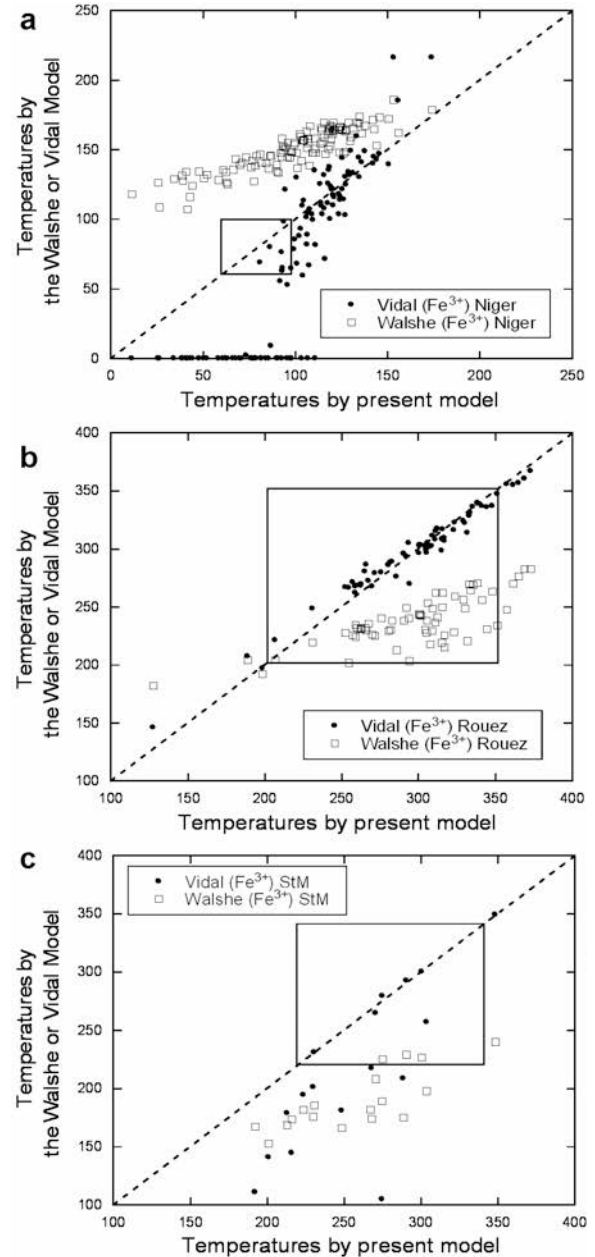 a
250
200
150
100
50
0
Temperatures by
the Walshe or Vidal Model
Vidal (Fe³⁺) Niger
Walshe (Fe³⁺) Niger
0 50 100 150 200 250
Temperatures by present model
b
400
350
300
250
200
150
100
Temperatures by
the Walshe or Vidal Model
Vidal (Fe³⁺) Rouez
Walshe (Fe³⁺) Rouez
100 150 200 250 300 350 400
Temperatures by present model
c
400
350
300
250
200
150
100
Temperatures by
the Walshe or Vidal Model
Vidal (Fe³⁺) StM
Walshe (Fe³⁺) StM
100 150 200 250 300 350 400
Temperatures by present model